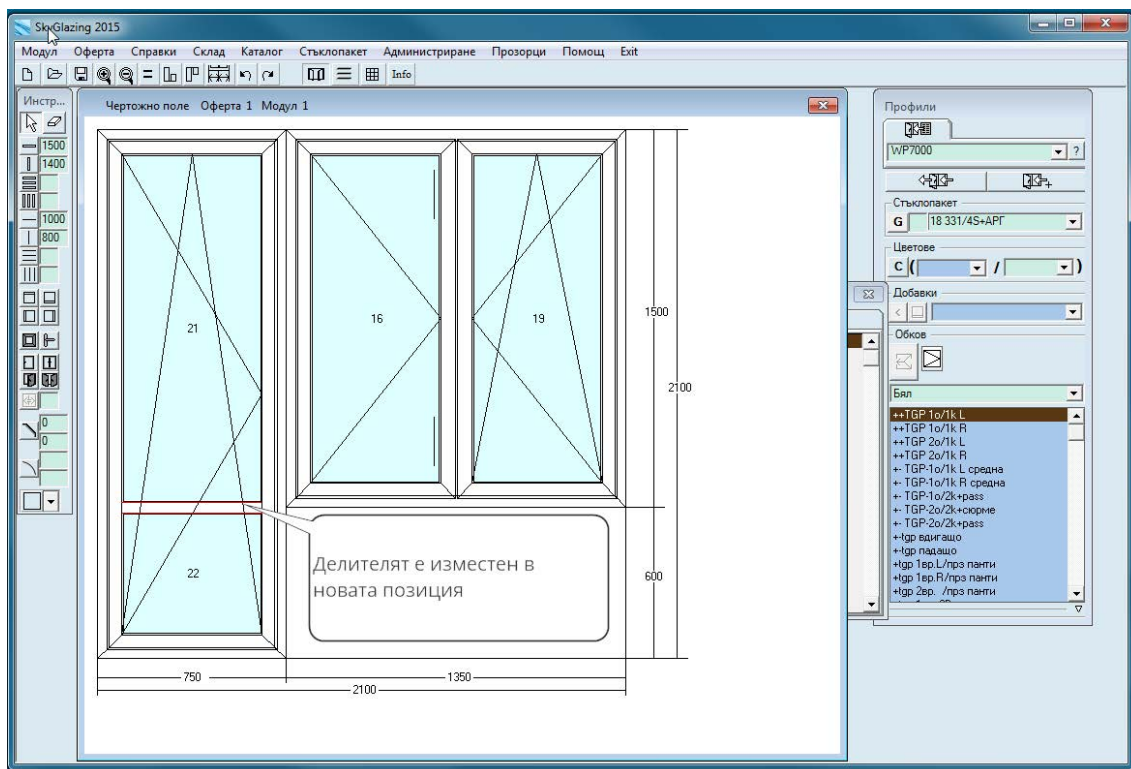 SkyGlazing 2015
Модул Оферта Справки Склад Каталог Стъклопакет Администриране Прозорци Помощ Exit
Info
Инстр...
1500
1400
1000
800
0
0
Чертожно поле Оферта 1 Модул 1
21
16
19
22
1500
2100
600
Делителят е изместен в
новата позиция
750
1350
2100
Профили
WP7000
?
Стъклопакет
G 18 331/4S+АРГ
Цветове
C ( / )
Добавки
<
Обков
Бял
++TGP 1o/1k L
++TGP 1o/1k R
++TGP 2o/1k L
++TGP 2o/1k R
+- TGP-1o/1k L средна
+- TGP-1o/1k R средна
+- TGP-1o/2k+pass
+- TGP-2o/2k+сюрме
+- TGP-2o/2k+pass
+-tgp вдигащо
+-tgp падащо
+tgp 1вр.L/прз панти
+tgp 1вр.R/прз панти
+tgp 2вр. /прз панти